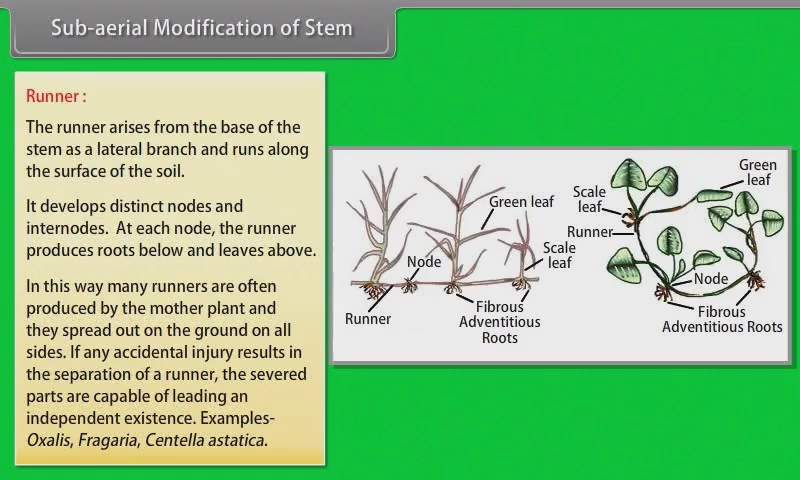 Sub-aerial Modification of Stem
Runner :
The runner arises from the base of the
stem as a lateral branch and runs along
the surface of the soil.
It develops distinct nodes and
internodes. At each node, the runner
produces roots below and leaves above.
In this way many runners are often
produced by the mother plant and
they spread out on the ground on all
sides. If any accidental injury results in
the separation of a runner, the severed
parts are capable of leading an
independent existence. Examples-
Oxalis, Fragaria, Centella astatica.
Green leaf
Node
Scale
leaf
Runner
Fibrous
Adventitious
Roots
Green
leaf
Scale
leaf
Runner
Node
Fibrous
Adventitious Roots